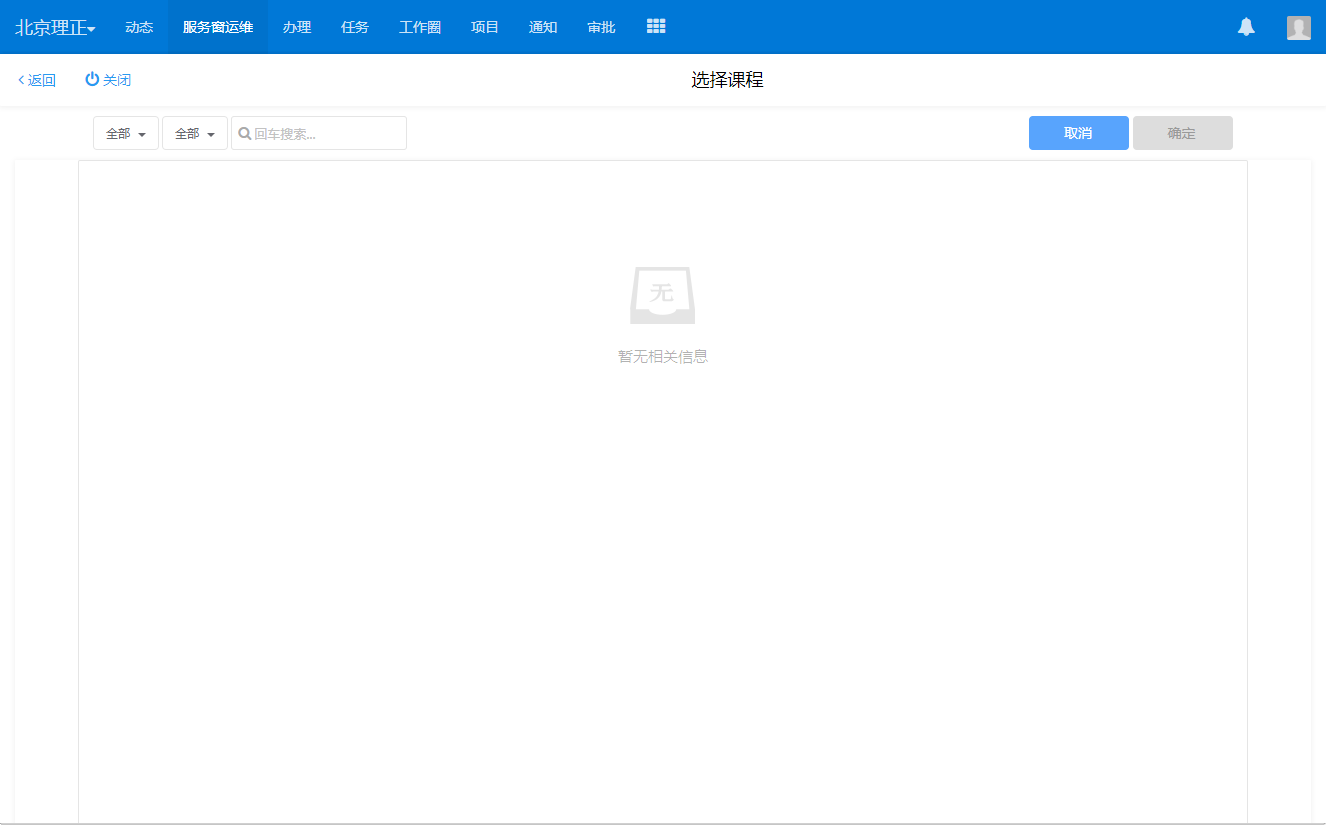 北京理正 动态 服务窗运维 办理 任务 工作圈 项目 通知 审批
返回 关闭 选择课程
全部 全部 回车搜索... 取消 确定
无
暂无相关信息